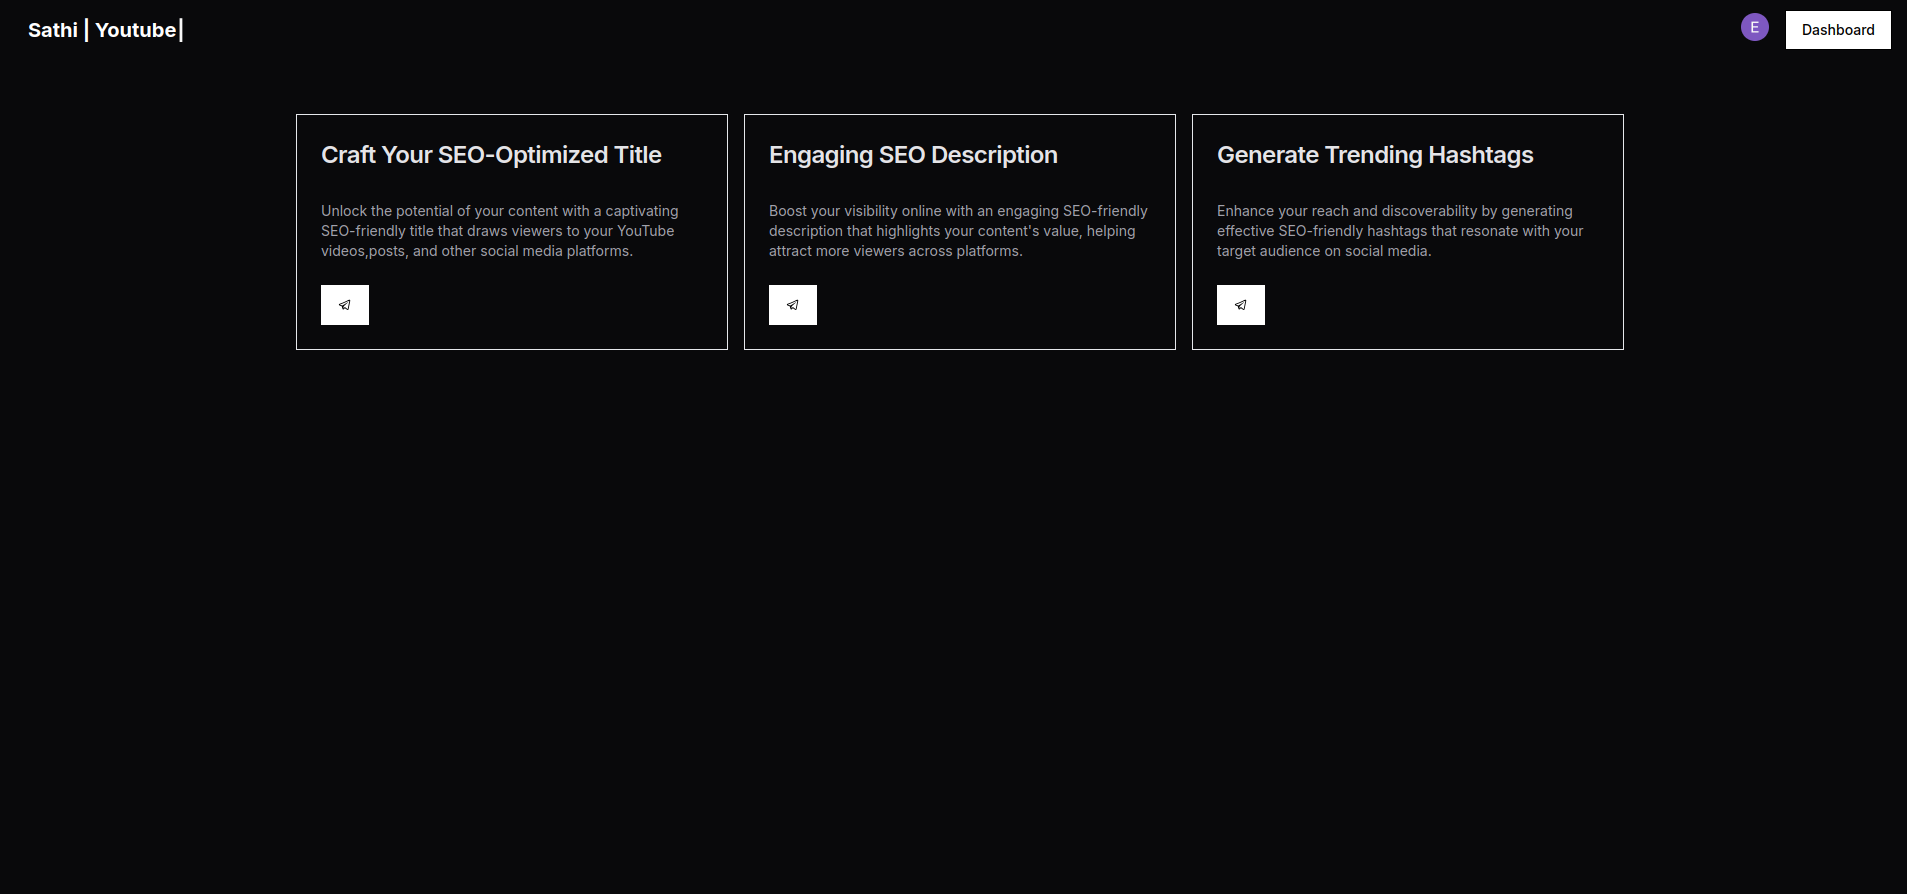 Sathi | Youtube|
E
Dashboard
Craft Your SEO-Optimized Title
Unlock the potential of your content with a captivating
SEO-friendly title that draws viewers to your YouTube
videos,posts, and other social media platforms.
Engaging SEO Description
Boost your visibility online with an engaging SEO-friendly
description that highlights your content's value, helping
attract more viewers across platforms.
Generate Trending Hashtags
Enhance your reach and discoverability by generating
effective SEO-friendly hashtags that resonate with your
target audience on social media.